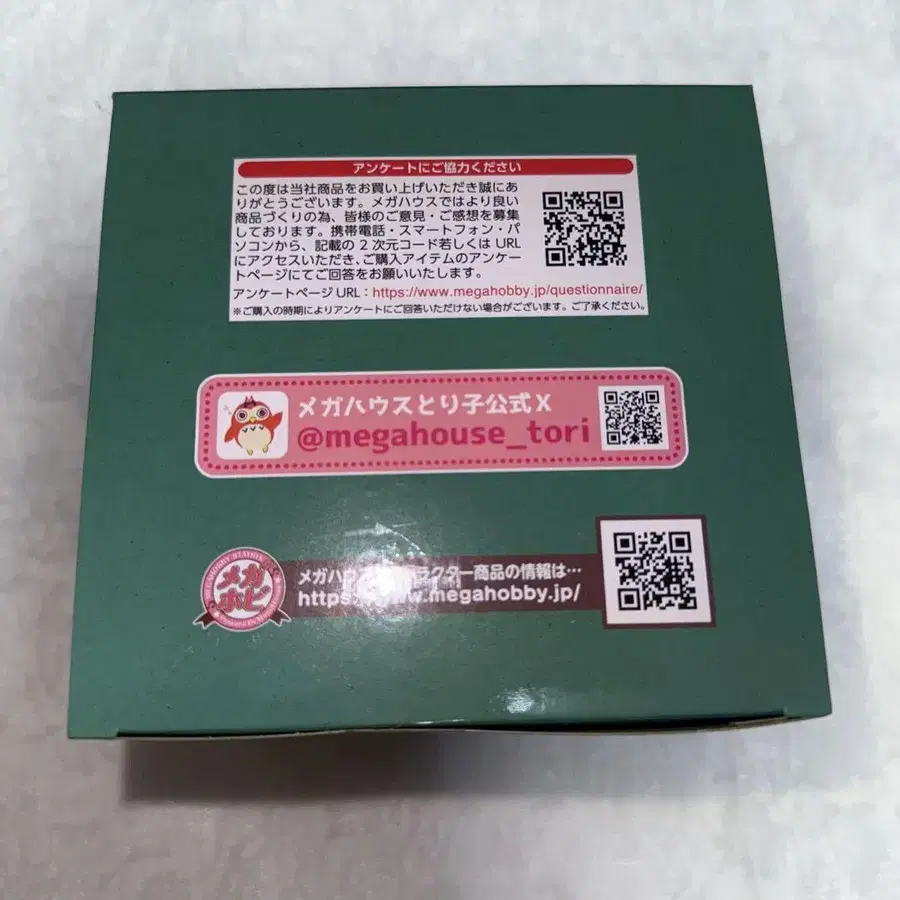 アンケートにご協力ください
この度は当社商品をお買い上げいただき誠にあ
りがとうございます。メガハウスではより良い
商品づくりの為、皆様のご意見・ご感想を募集
しております。携帯電話・スマートフォン・パ
ソコンから、記載の2次元コード若しくは URL
にアクセスいただき、ご購入アイテムのアンケー
トページにてご回答をお願いいたします。
アンケートページ URL：https://www.megahobby.jp/questionnaire/
※ご購入の時期によりアンケートにご回答いただけない場合がございます。ご了承ください。
メガハウスとり子公式 X
@megahouse_tori
MEGAHOBBY STATION
メガ
ホビ
メガハウス ラクター商品の情報は…
https www.megahobby.jp/